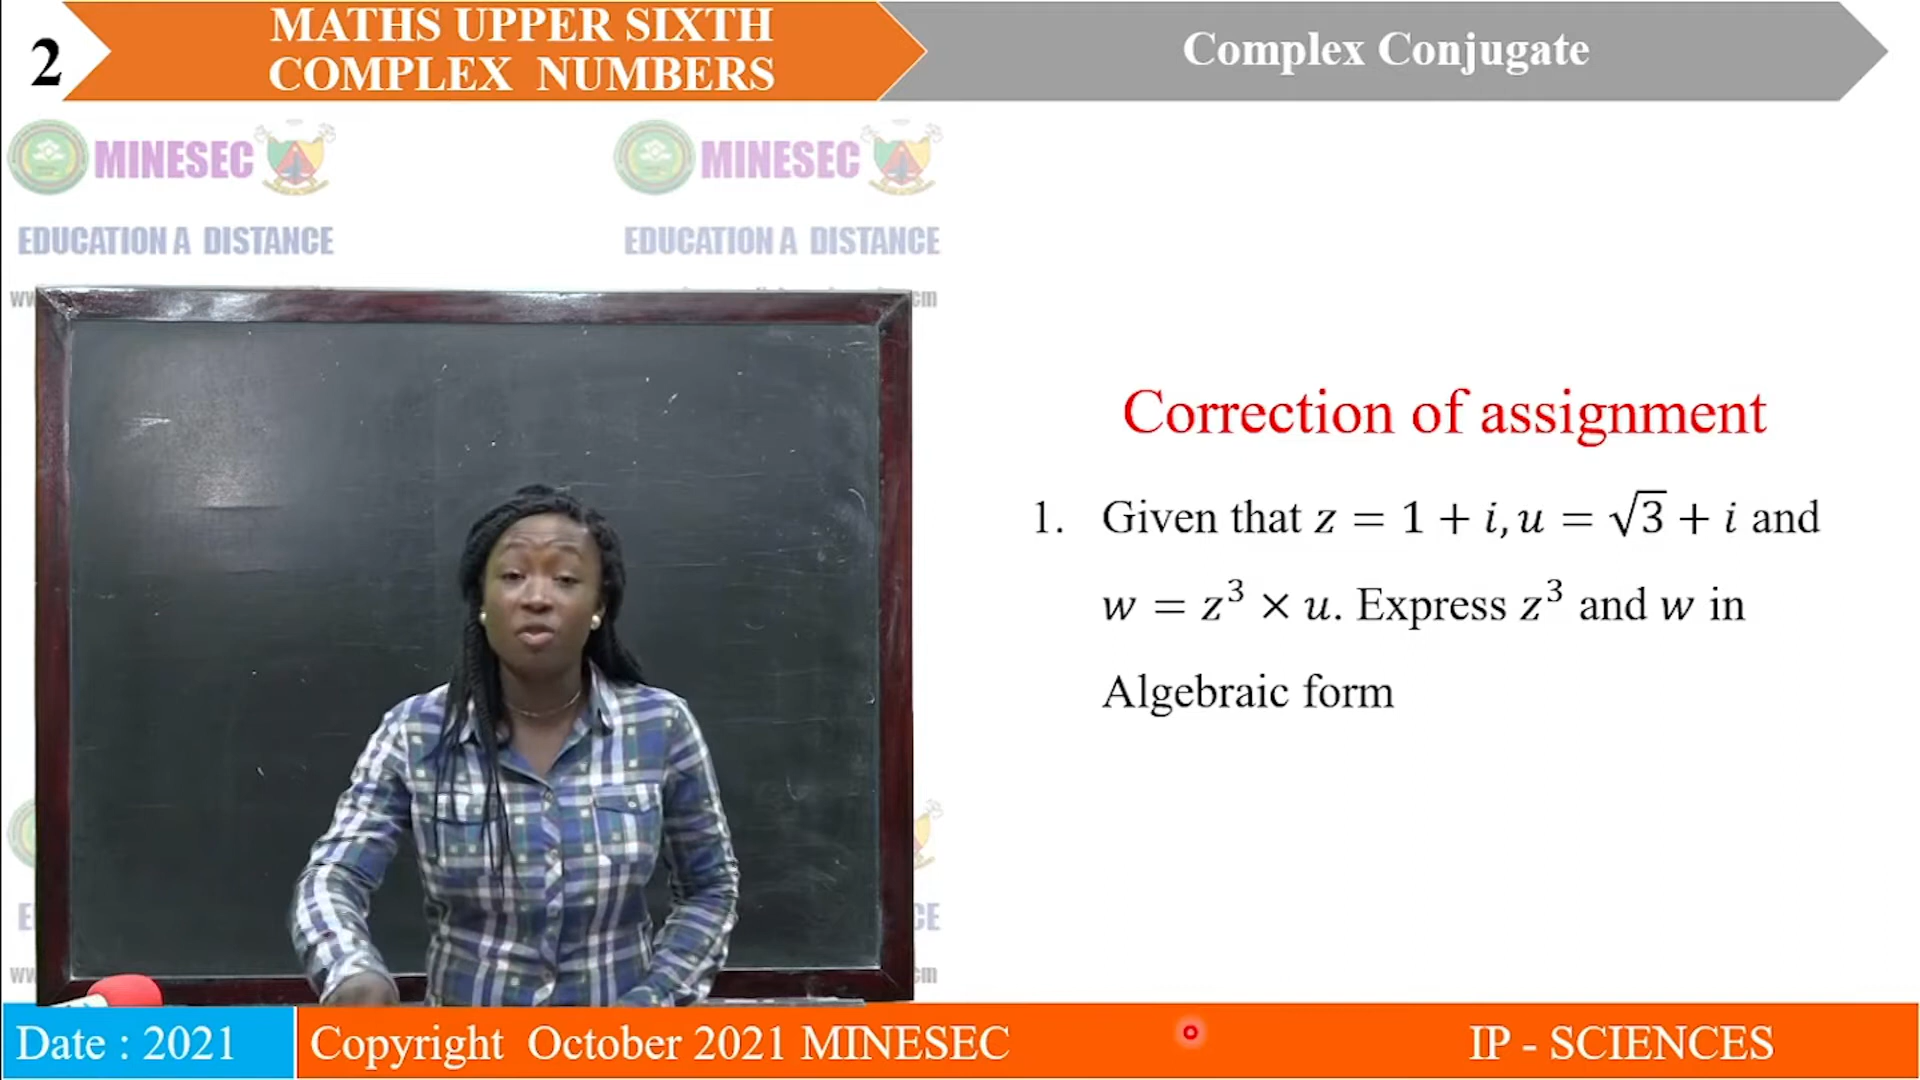 2
MATHS UPPER SIXTH
COMPLEX NUMBERS
Complex Conjugate
MINESEC
MINESEC
EDUCATION A DISTANCE
EDUCATION A DISTANCE
Correction of assignment
1. Given that z = 1 + i, u = √3 + i and
w = z³ × u. Express z³ and w in
Algebraic form
Date : 2021
Copyright October 2021 MINESEC
IP - SCIENCES